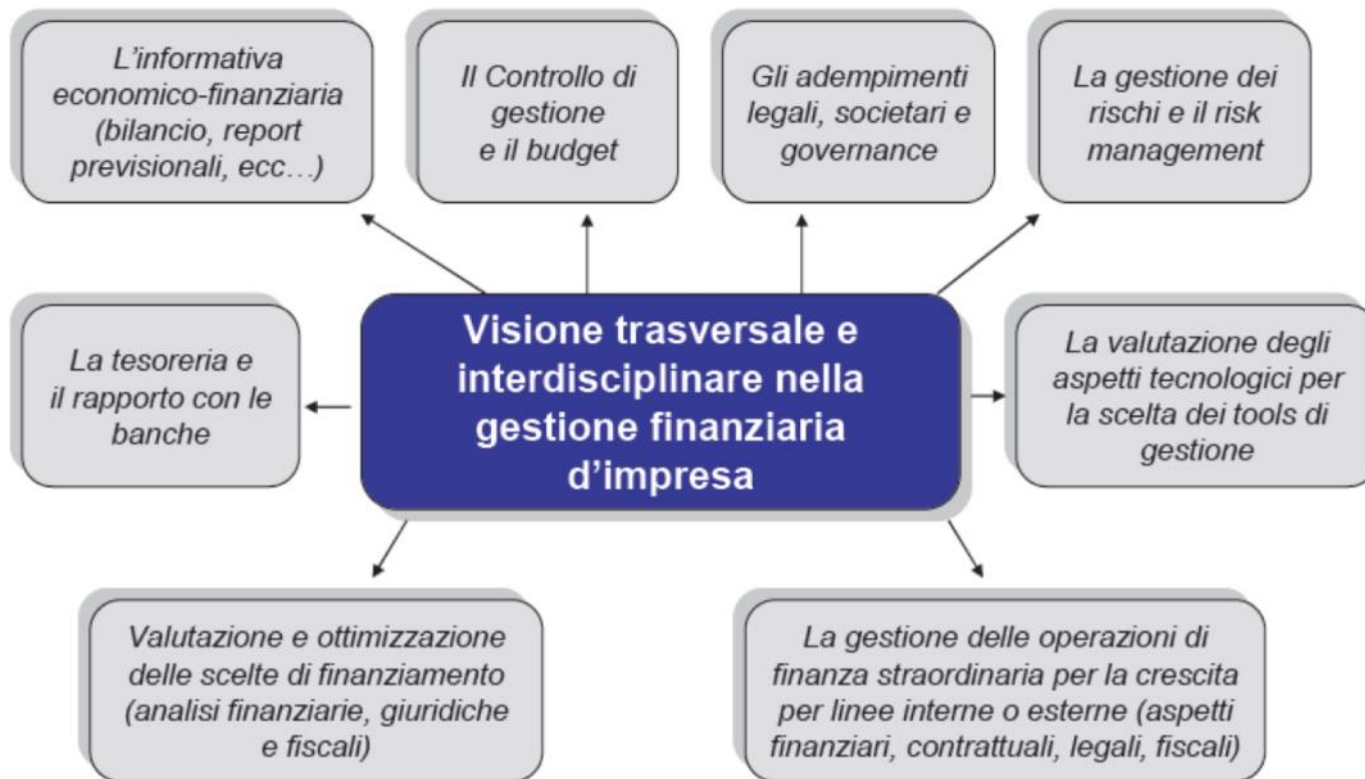 L'informativa
economico-finanziaria
(bilancio, report
previsionali, ecc…)
Il Controllo di
gestione
e il budget
Gli adempimenti
legali, societari e
governance
La gestione dei
rischi e il risk
management
La tesoreria e
il rapporto con le
banche
Visione trasversale e
interdisciplinare nella
gestione finanziaria
d'impresa
La valutazione degli
aspetti tecnologici per
la scelta dei tools di
gestione
Valutazione e ottimizzazione
delle scelte di finanziamento
(analisi finanziarie, giuridiche
e fiscali)
La gestione delle operazioni di
finanza straordinaria per la crescita
per linee interne o esterne (aspetti
finanziari, contrattuali, legali, fiscali)